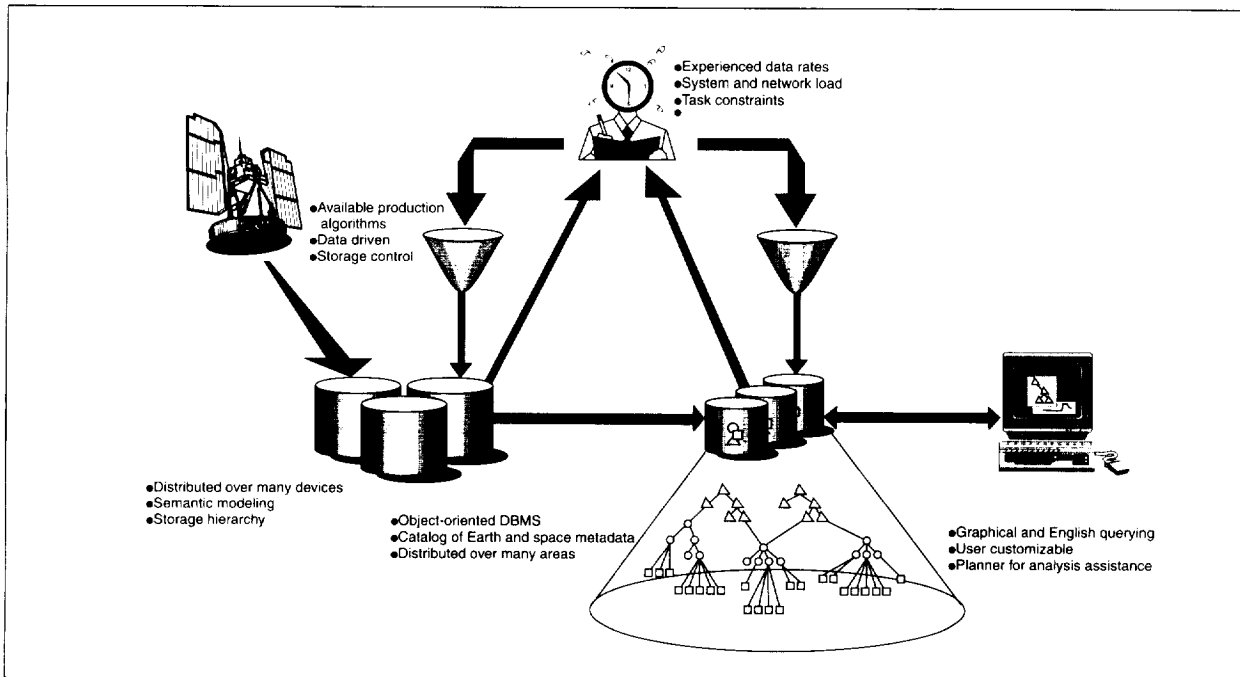 ●Experienced data rates
●System and network load
●Task constraints
●
●Available production
algorithms
●Data driven
●Storage control
●Distributed over many devices
●Semantic modeling
●Storage hierarchy
●Object-oriented DBMS
●Catalog of Earth and space metadata
●Distributed over many areas
●Graphical and English querying
●User customizable
●Planner for analysis assistance